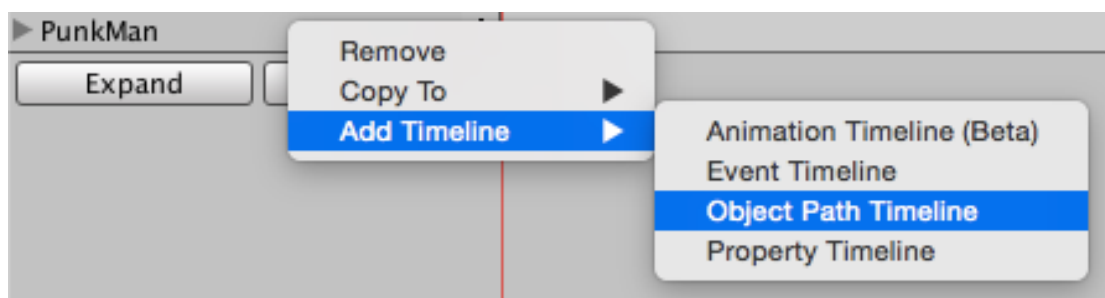 PunkMan
Expand
Remove
Copy To
Add Timeline
Animation Timeline (Beta)
Event Timeline
Object Path Timeline
Property Timeline